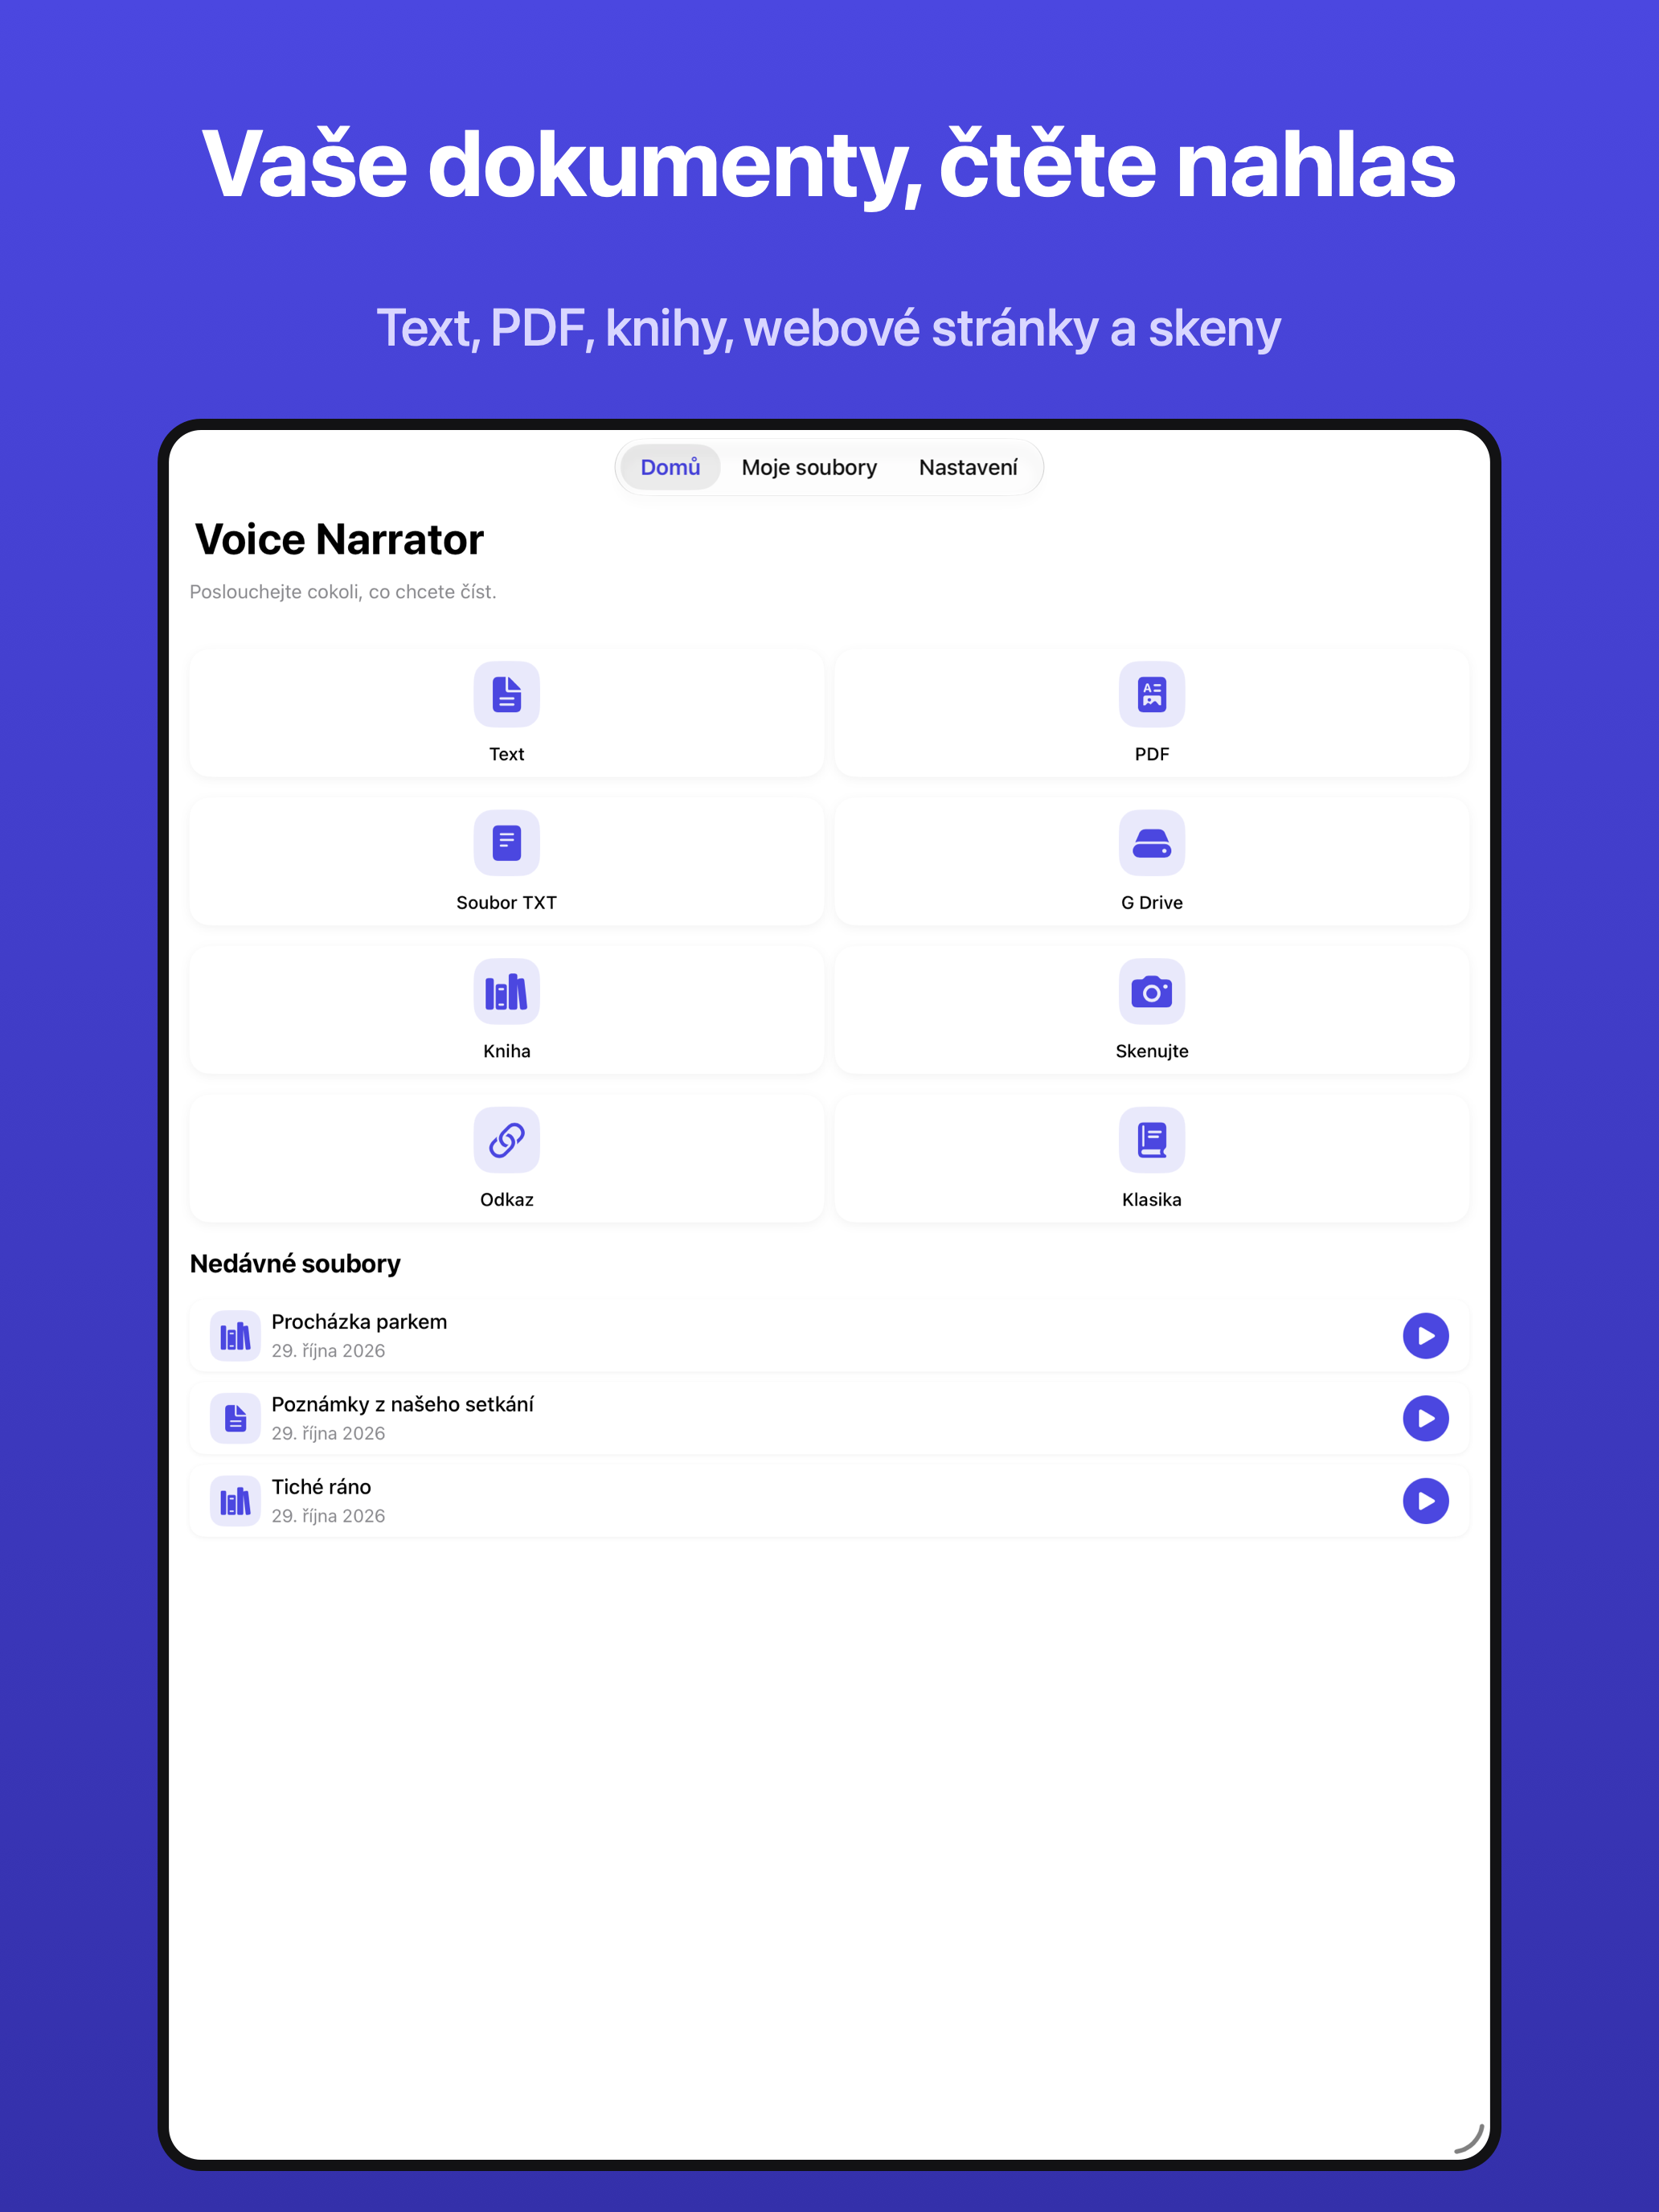 Vaše dokumenty, čtěte nahlas
Text, PDF, knihy, webové stránky a skeny
Domů Moje soubory Nastavení
Voice Narrator
Poslouchejte cokoli, co chcete číst.
Text PDF
Soubor TXT G Drive
Kniha Skenujte
Odkaz Klasika
Nedávné soubory
Procházka parkem
29. října 2026
Poznámky z našeho setkání
29. října 2026
Tiché ráno
29. října 2026